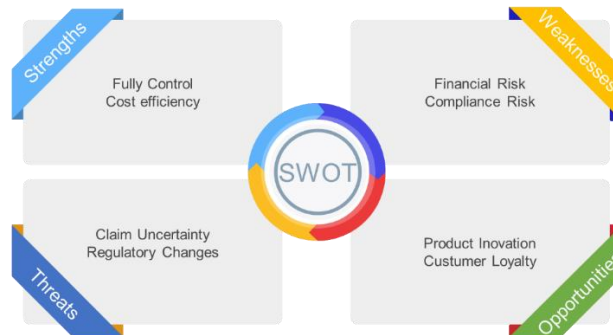 Strengths
Fully Control
Cost efficiency
Weaknesses
Financial Risk
Compliance Risk
SWOT
Threats
Claim Uncertainty
Regulatory Changes
Opportunities
Product Inovation
Custumer Loyalty